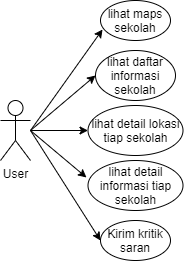 lihat maps
sekolah
lihat daftar
informasi
sekolah
lihat detail lokasi
tiap sekolah
lihat detail
informasi tiap
sekolah
Kirim kritik
saran
User